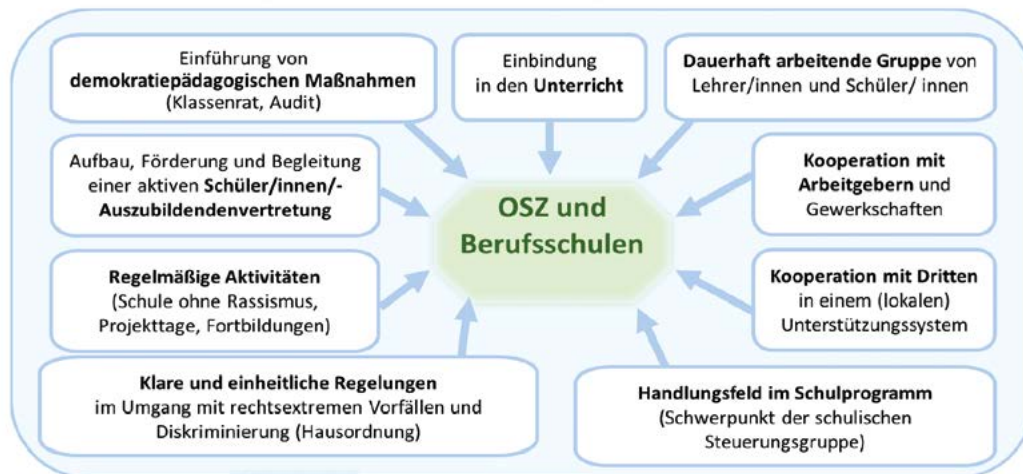 Einführung von
demokratiepädagogischen Maßnahmen
(Klassenrat, Audit)
Einbindung
in den Unterricht
Dauerhaft arbeitende Gruppe von
Lehrer/innen und Schüler/ innen
Aufbau, Förderung und Begleitung
einer aktiven Schüler/innen/-
Auszubildendenvertretung
OSZ und
Berufsschulen
Kooperation mit
Arbeitgebern und
Gewerkschaften
Regelmäßige Aktivitäten
(Schule ohne Rassismus,
Projekttage, Fortbildungen)
Kooperation mit Dritten
in einem (lokalen)
Unterstützungssystem
Klare und einheitliche Regelungen
im Umgang mit rechtsextremen Vorfällen und
Diskriminierung (Hausordnung)
Handlungsfeld im Schulprogramm
(Schwerpunkt der schulischen
Steuerungsgruppe)